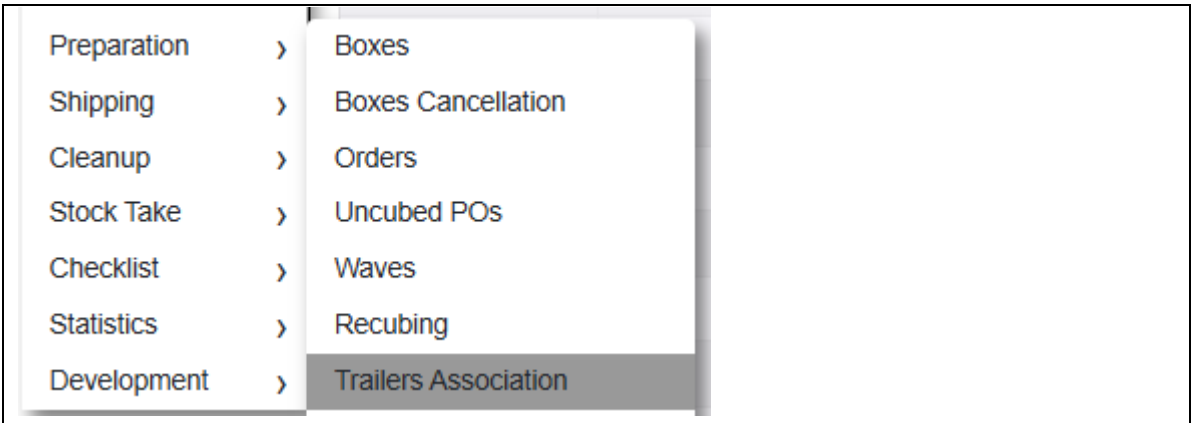 Preparation › Boxes
Shipping › Boxes Cancellation
Cleanup › Orders
Stock Take › Uncubed POs
Checklist › Waves
Statistics › Recubing
Development › Trailers Association